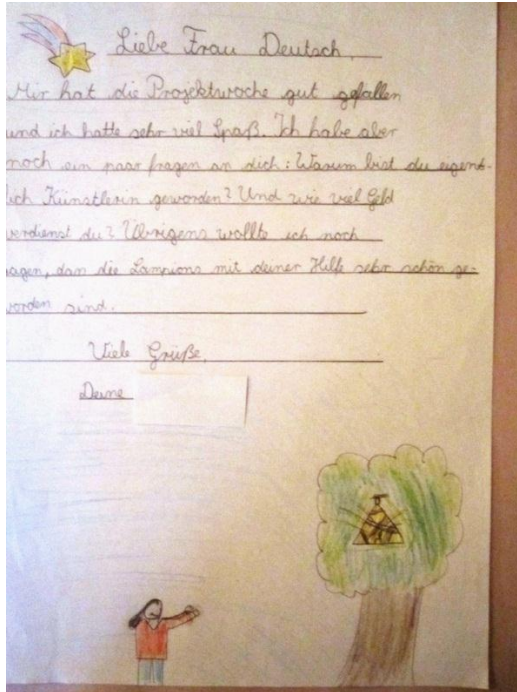 Liebe Frau Deutsch,
Mir hat die Projektwoche gut gefallen
und ich hatte sehr viel Spaß. Ich habe aber
noch ein paar fragen an dich: Warum bist du eigent-
lich Künstlerin geworden? Und wie viel Geld
verdienst du? Übrigens wollte ich noch
sagen, dan die Lampions mit deiner Hilfe sehr schön ge-
worden sind.
Viele Grüße,
Deine